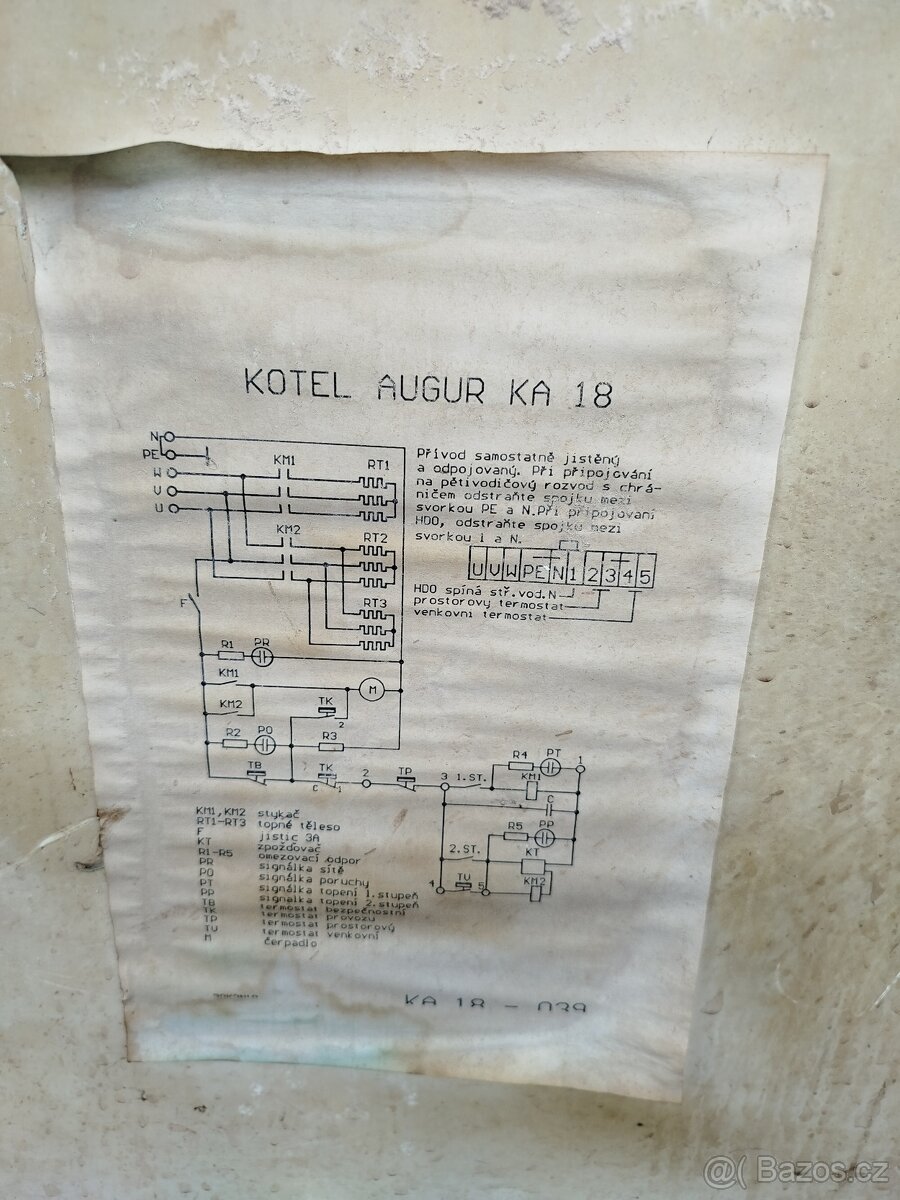 KOTEL AUGUR KA 18
N
PE
W
V
U
KM1
RT1
KM2
RT2
RT3
F
Přívod samostatně jistěný
a odpojovaný. Při připojování
na pětivodičový rozvod s chrá-
ničem odstraňte spojku mezi
svorkou PE a N.Při připojovaní
HDO, odstraňte spojku mezi
svorkou 1 a N.
U V W PE N 1 2 3 4 5
HDO spíná stř.vod.N
prostorový termostat
venkovní termostat
R1 PR
KM1
M
KM2
TK
2
R2 PO
R3
TB
TK
C 1
2
TP
3
1.ST.
R4 PT
1
KM1
C
R5 PP
2.ST.
KT
TV
KM2
4
5
KM1,KM2 stykač
RT1-RT3 topné těleso
F jistic 3A
KT zpožďovač
R1-R5 omezovací odpor
PR signálka sítě
PO signálka poruchy
PT signálka topení 1.stupeň
PP signalka topení 2.stupeň
TB termostat bezpečnostní
TK termostat provozu
TP termostat prostorový
TV termostat venkovní
M čerpadlo
KA 18 - 039
@ Bazos.cz